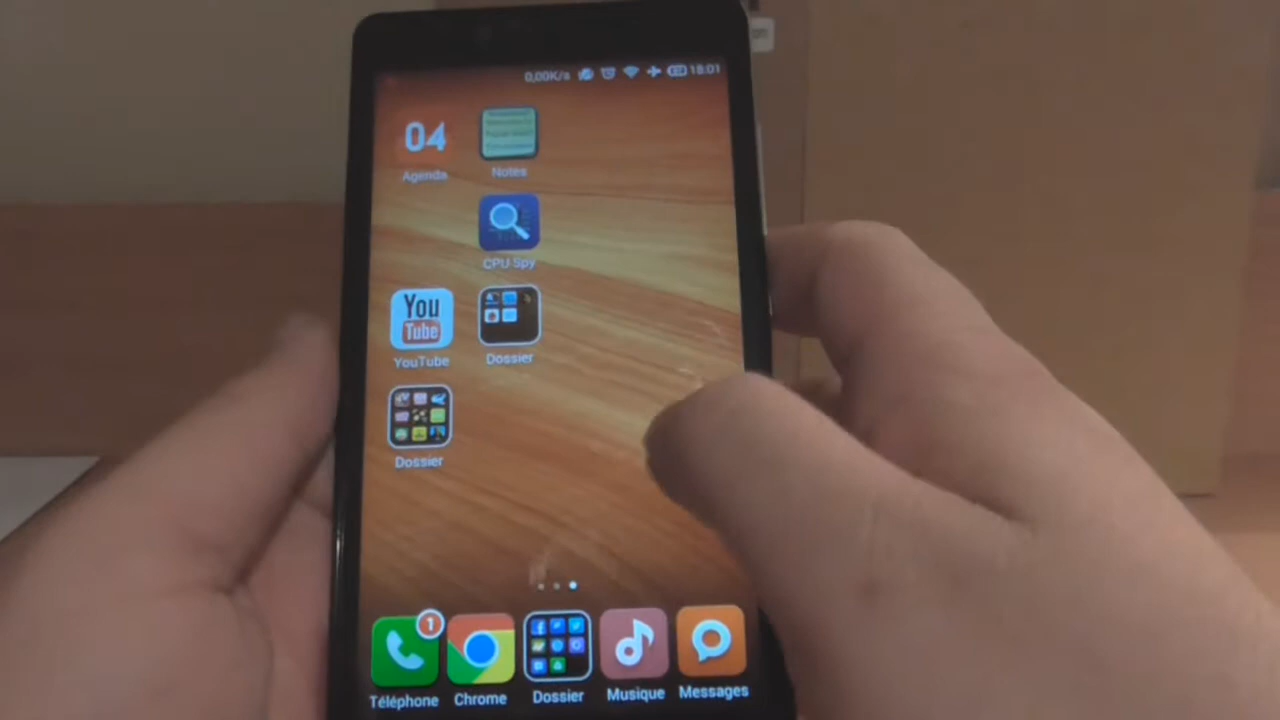 0,00K/s 18:01
04
Agenda
Notes
CPU Spy
You
Tube
YouTube
Dossier
Dossier
1
Téléphone
Chrome
Dossier
Musique
Messages